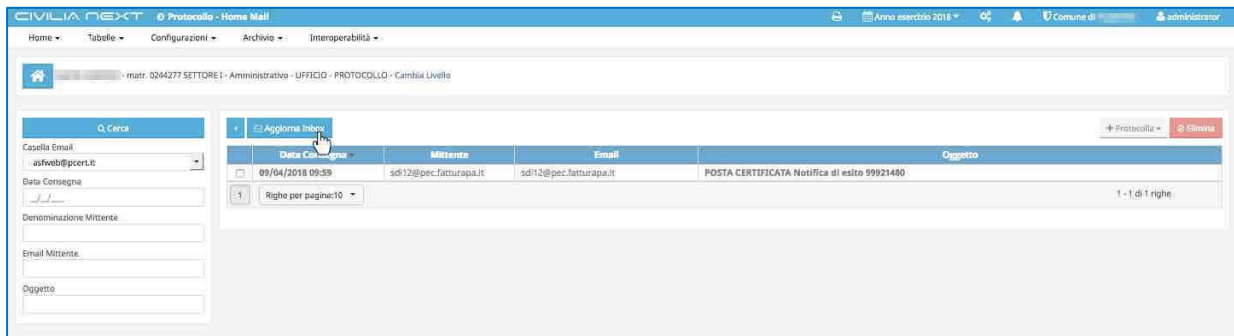 CIVILIA NEXT Protocollo - Home Mail Anno esercizio 2018 Comune di administrator
Home Tabelle Configurazioni Archivio Interoperabilità
- matr. 0244277 SETTORE I - Amministrativo - UFFICIO - PROTOCOLLO - Cambia Livello
Cerca
Casella Email
asfweb@pcert.it
Data Consegna
_/_/__
Denominazione Mittente
Email Mittente
Oggetto
Aggiorna Inbox + Protocolla Elimina
Data Consegna Mittente Email Oggetto
09/04/2018 09:59 sdi12@pec.fatturapa.it sdi12@pec.fatturapa.it POSTA CERTIFICATA Notifica di esito 99921480
1 Righe per pagina:10 1 - 1 di 1 righe